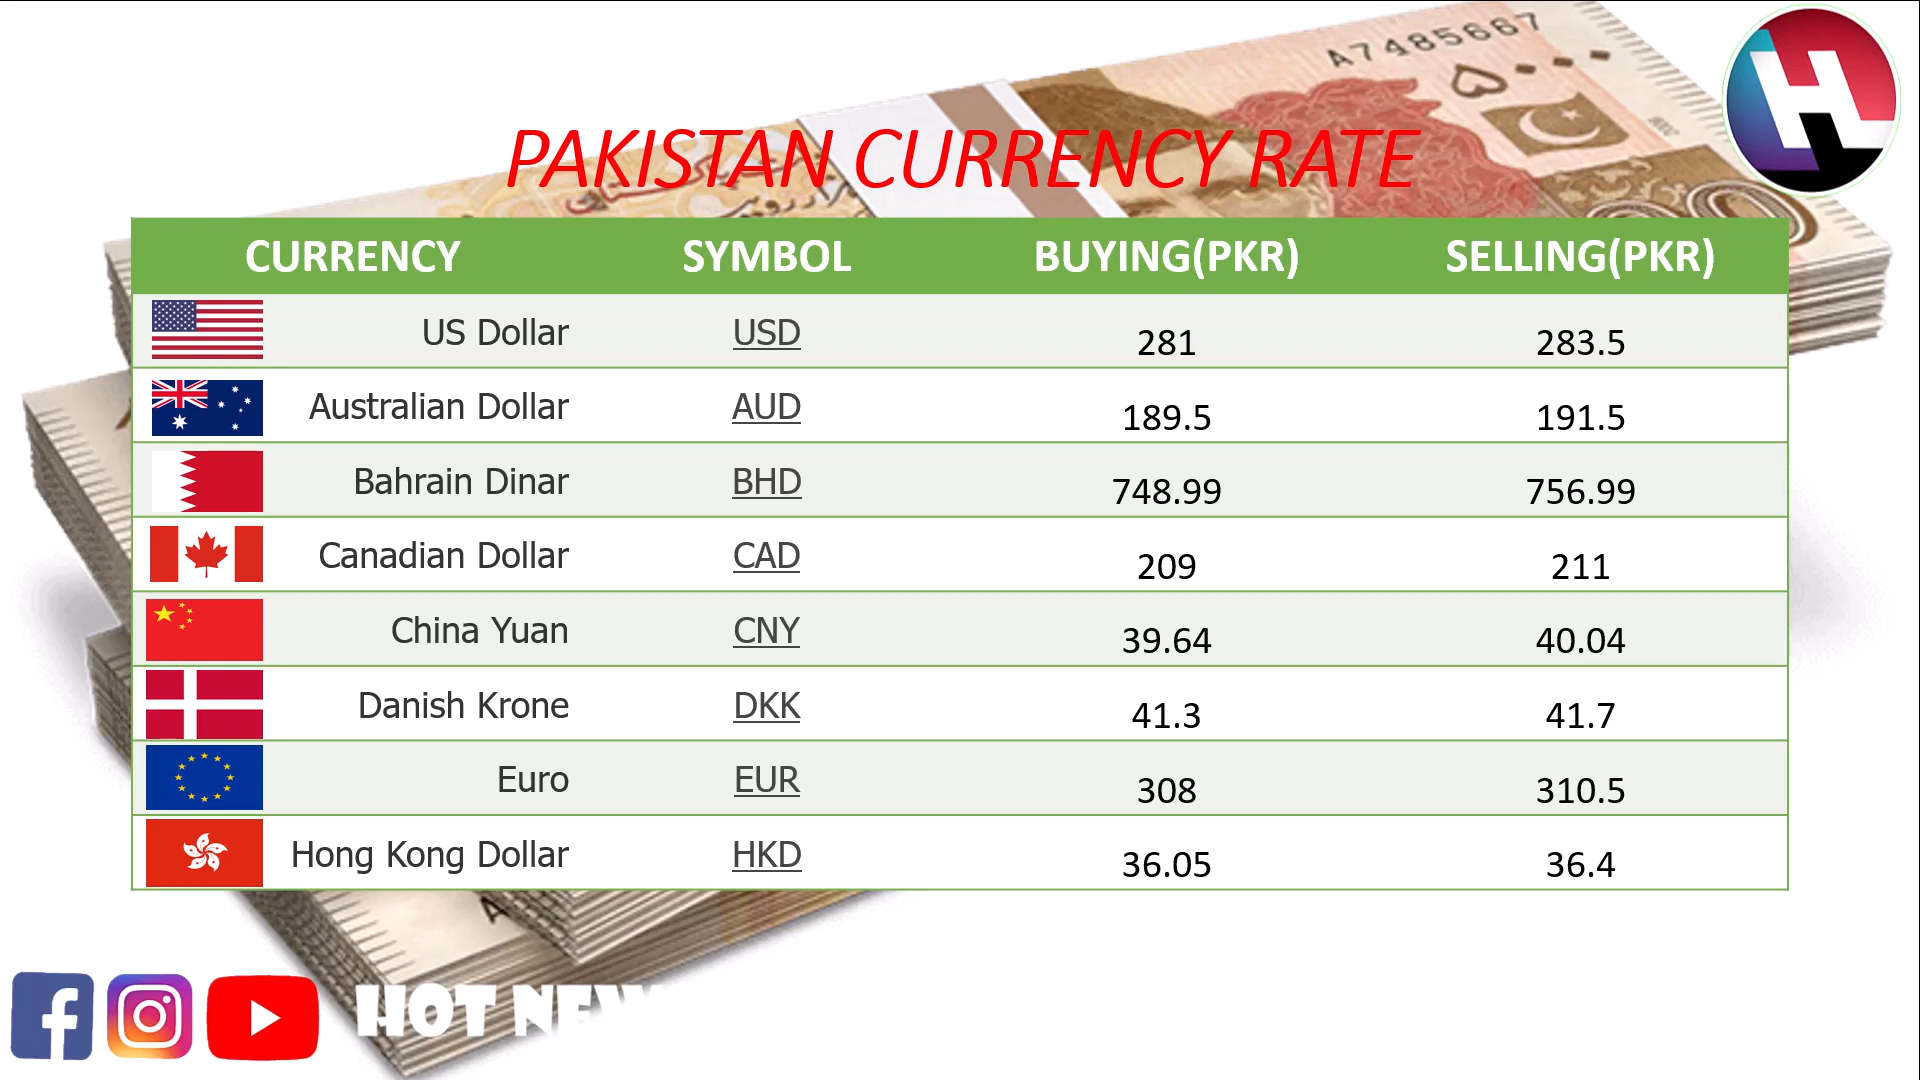 A7485667
PAKISTAN CURRENCY RATE
CURRENCY SYMBOL BUYING(PKR) SELLING(PKR)
US Dollar USD 281 283.5
Australian Dollar AUD 189.5 191.5
Bahrain Dinar BHD 748.99 756.99
Canadian Dollar CAD 209 211
China Yuan CNY 39.64 40.04
Danish Krone DKK 41.3 41.7
Euro EUR 308 310.5
Hong Kong Dollar HKD 36.05 36.4
HOT NEW